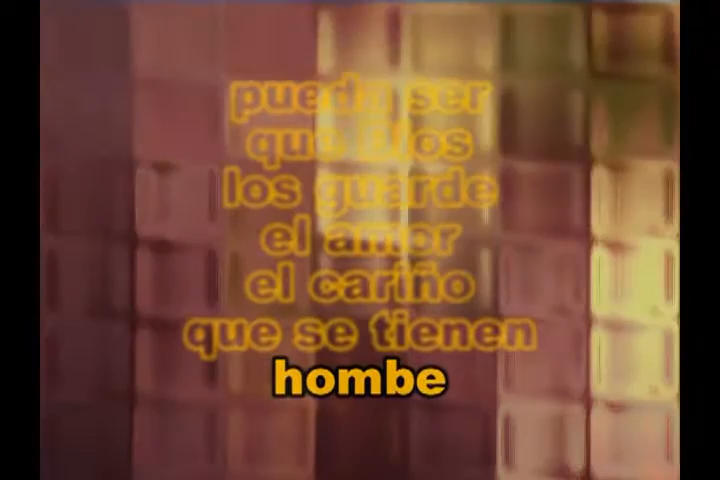 pueda ser
que Dios
los guarde
el amor
el cariño
que se tienen
hombe